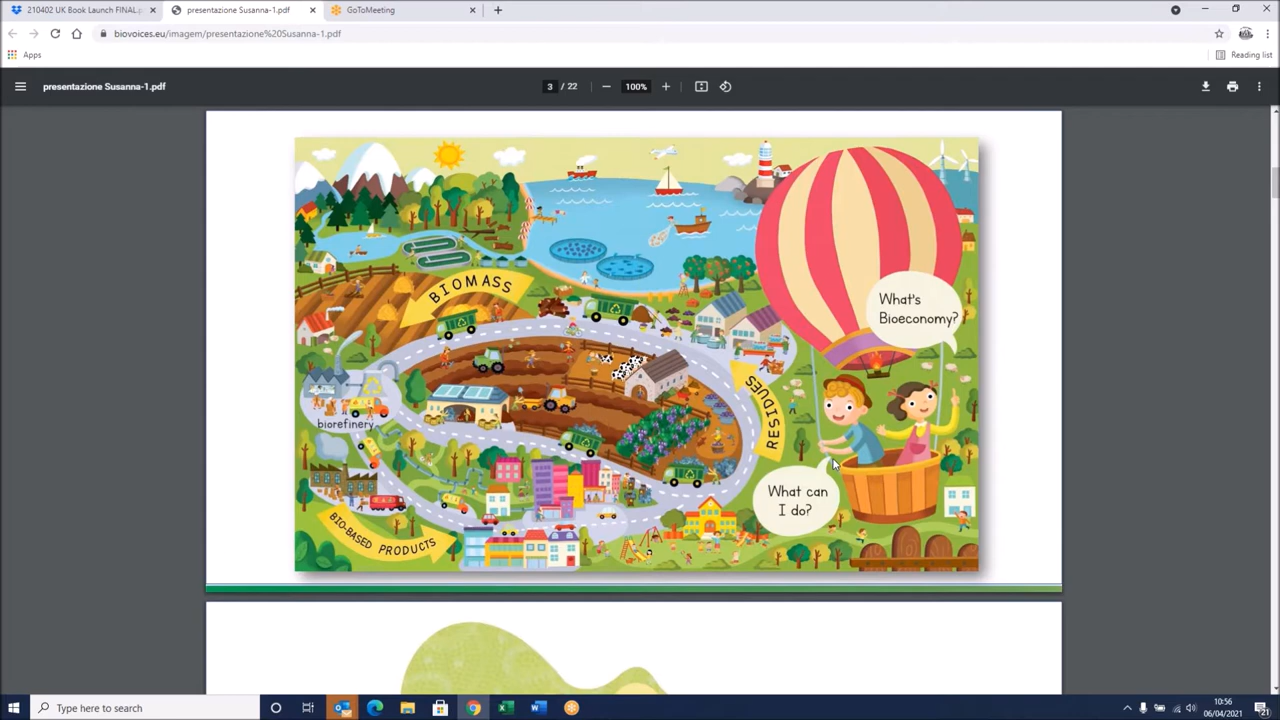 210402 UK Book Launch FINAL.p
presentazione Susanna-1.pdf
GoToMeeting
biovoices.eu/imagem/presentazione%20Susanna-1.pdf
Apps
Reading list
presentazione Susanna-1.pdf
3 / 22
100%
BIOMASS
What's
Bioeconomy?
RESIDUES
biorefinery
What can
I do?
BIO-BASED PRODUCTS
Type here to search
10:56
06/04/2021
21